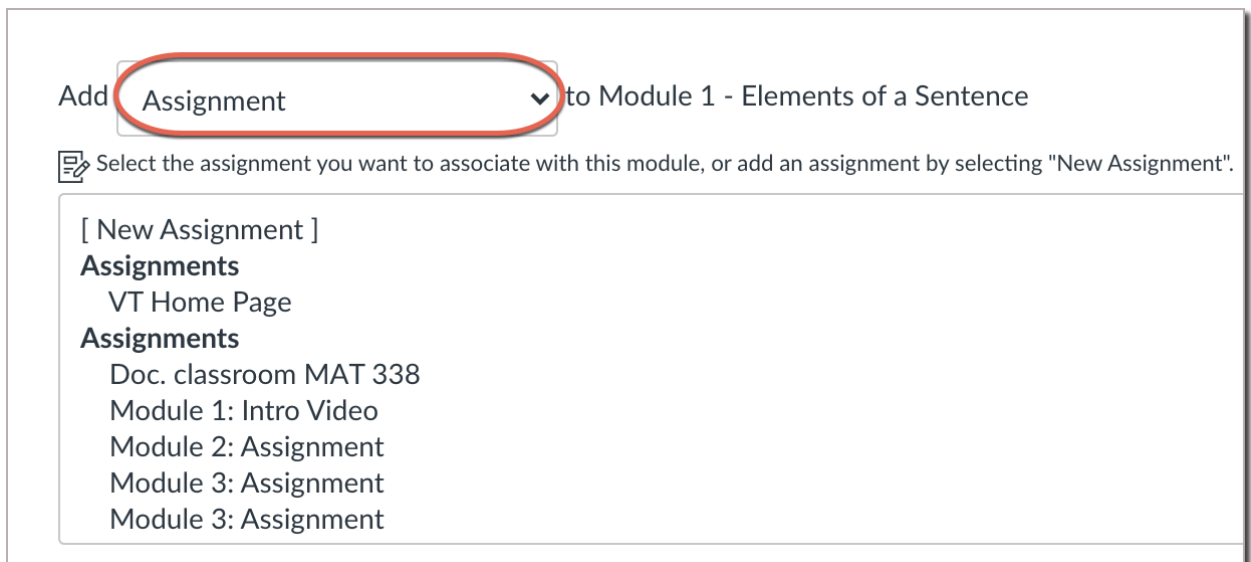 Add Assignment to Module 1 - Elements of a Sentence
Select the assignment you want to associate with this module, or add an assignment by selecting "New Assignment".
[ New Assignment ]
Assignments
VT Home Page
Assignments
Doc. classroom MAT 338
Module 1: Intro Video
Module 2: Assignment
Module 3: Assignment
Module 3: Assignment